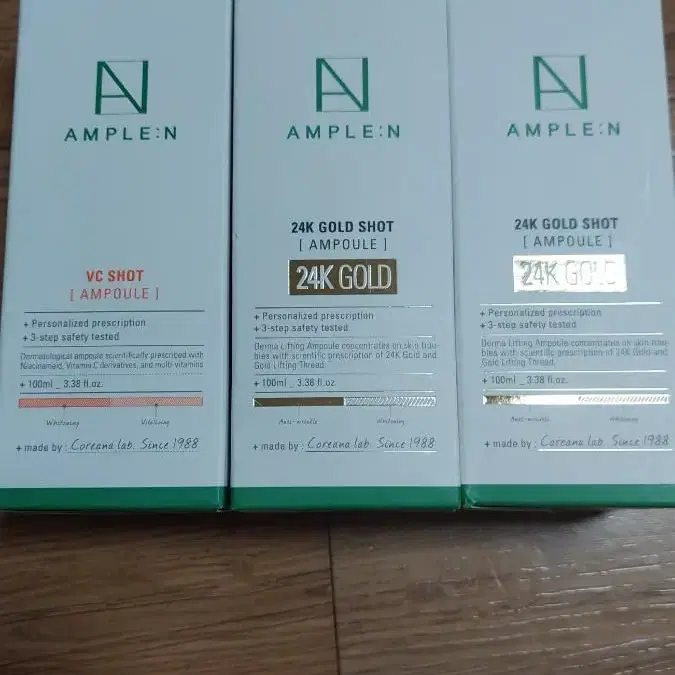 AMPLE:N
VC SHOT
[ AMPOULE ]
+ Personalized prescription
+ 3-step safety tested
Dermatological ampoule scientifically prescribed with
Niacinamid, Vitamin C derivatives, and multi-vitamins
+ 100ml _ 3.38 fl.oz.
Whitening Vitalizing
+ made by : Coreana lab. Since 1988
AMPLE:N
24K GOLD SHOT
[ AMPOULE ]
24K GOLD
+ Personalized prescription
+ 3-step safety tested
Derma Lifting Ampoule concentrates on skin trou-
bles with scientific prescription of 24K Gold and
Gold Lifting Thread.
+ 100ml _ 3.38 fl.oz.
Anti-wrinkle Whitening
+ made by : Coreana lab. Since 1988
AMPLE:N
24K GOLD SHOT
[ AMPOULE ]
24K GOLD
+ Personalized prescription
+ 3-step safety tested
Derma Lifting Ampoule concentrates on skin trou-
bles with scientific prescription of 24K Gold and
Gold Lifting Thread.
+ 100ml _ 3.38 fl.oz.
Anti-wrinkle Whitening
+ made by : Coreana lab. Since 1988